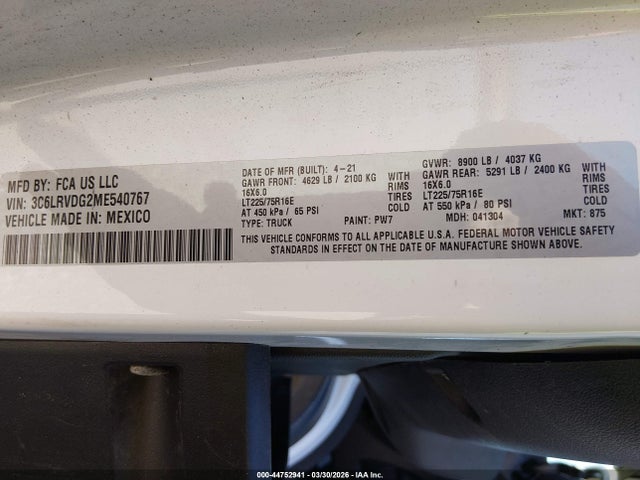 MFD BY: FCA US LLC
VIN: 3C6LRVDG2ME540767
VEHICLE MADE IN: MEXICO
DATE OF MFR (BUILT): 4-21
GAWR FRONT: 4629 LB / 2100 KG WITH
16X6.0 RIMS
LT225/75R16E TIRES
AT 450 kPa / 65 PSI COLD
TYPE: TRUCK PAINT: PW7
GVWR: 8900 LB / 4037 KG
GAWR REAR: 5291 LB / 2400 KG WITH
16X6.0 RIMS
LT225/75R16E TIRES
AT 550 kPa / 80 PSI COLD
MDH: 041304 MKT: 875
THIS VEHICLE CONFORMS TO ALL APPLICABLE U.S.A. FEDERAL MOTOR VEHICLE SAFETY
STANDARDS IN EFFECT ON THE DATE OF MANUFACTURE SHOWN ABOVE.
000-44752941 - 03/30/2026 - IAA Inc.